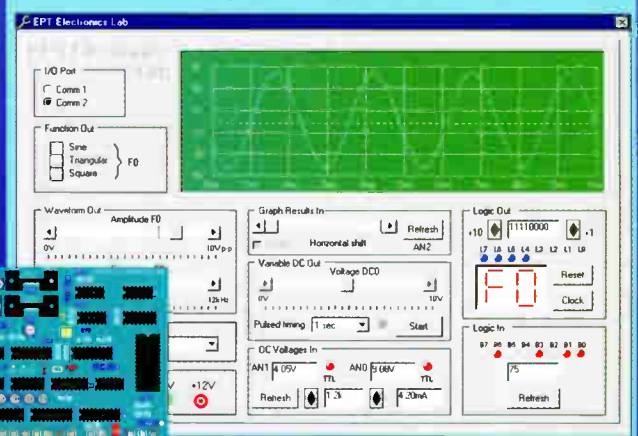 EPT Electronics Lab
I/O Port
Comm 1
Comm 2
Function Out
Sine
Triangular
Square
F0
Waveform Out
Amplitude F0
0V
10V p-p
12kHz
+12V
Graph Results In
Refresh
Horizontal shift
AN2
Variable DC Out
Voltage DC0
0V
10V
Pulsed timing
1 sec
Start
DC Voltages In
AN1
4.05V
TTL
AN0
TTL
Refresh
1.2k
4.20mA
Logic Out
+10
11110000
+1
L7 L6 L5 L4 L3 L2 L1 L0
F0
Reset
Clock
Logic In
B7 B6 B5 B4 B3 B2 B1 B0
75
Refresh